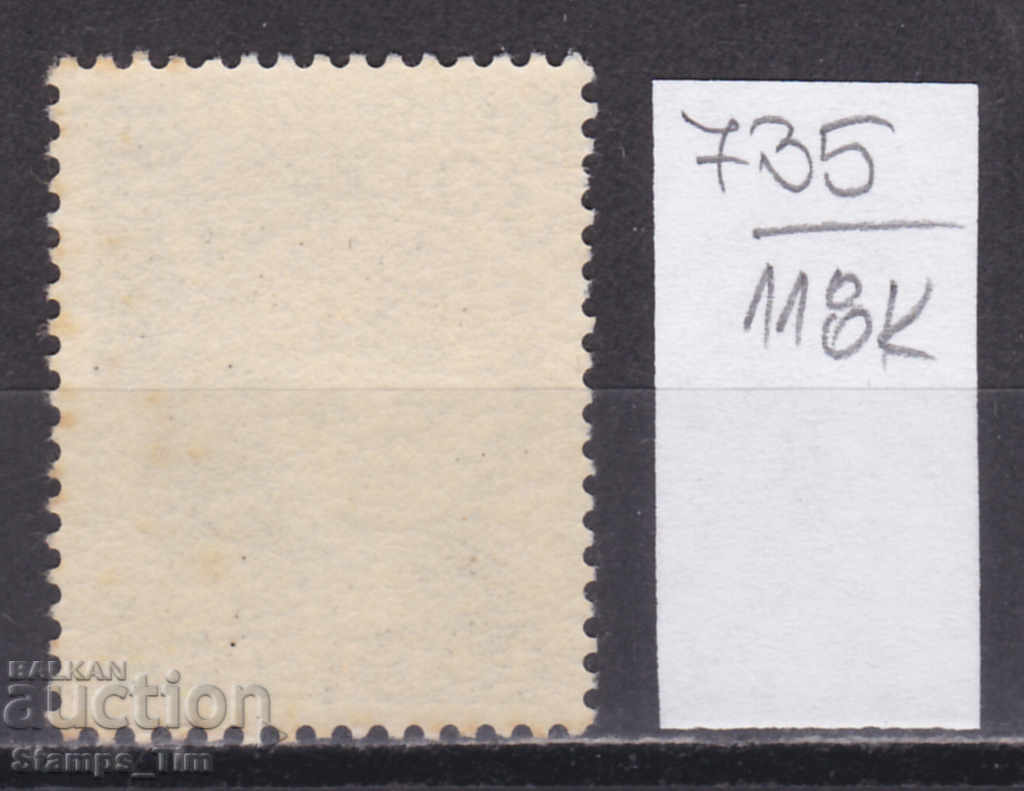 735
118K
BALKAN
auction
Stamps_Tim